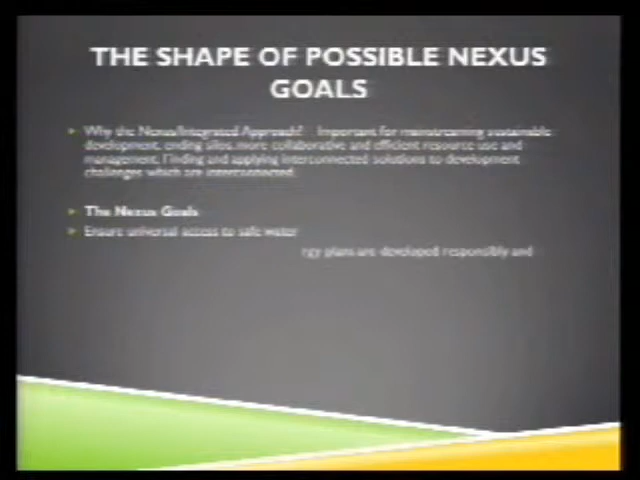 THE SHAPE OF POSSIBLE NEXUS
GOALS
Why the Nexus/Integrated Approach? Important for mainstreaming sustainable
development, ending silos, more collaborative and efficient resource use and
management. Finding and applying interconnected solutions to development
challenges which are interconnected.
The Nexus Goals
Ensure universal access to safe water
rgy plans are developed responsibly and